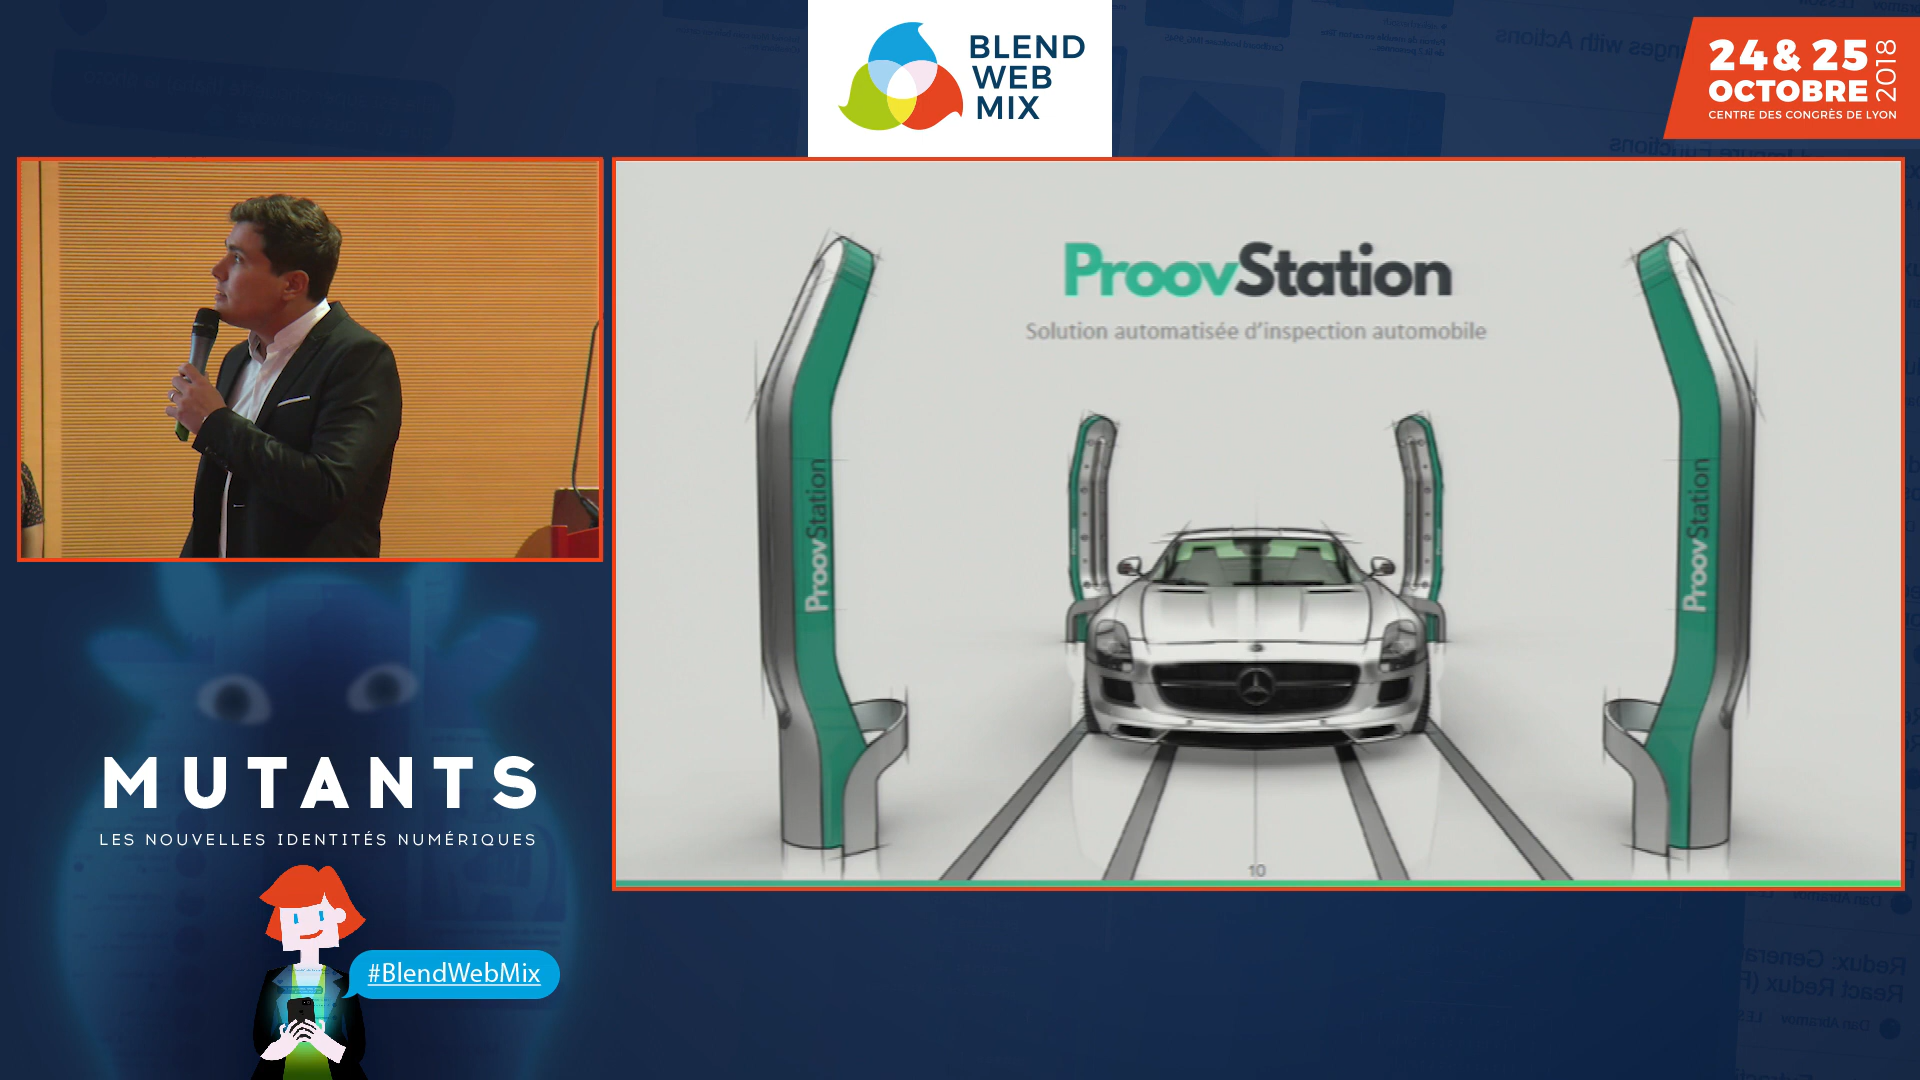 BLEND
WEB
MIX
24 & 25
OCTOBRE
2018
CENTRE DES CONGRÈS DE LYON
ProovStation
Solution automatisée d'inspection automobile
ProovStation
ProovStation
10
MUTANTS
LES NOUVELLES IDENTITÉS NUMÉRIQUES
#BlendWebMix